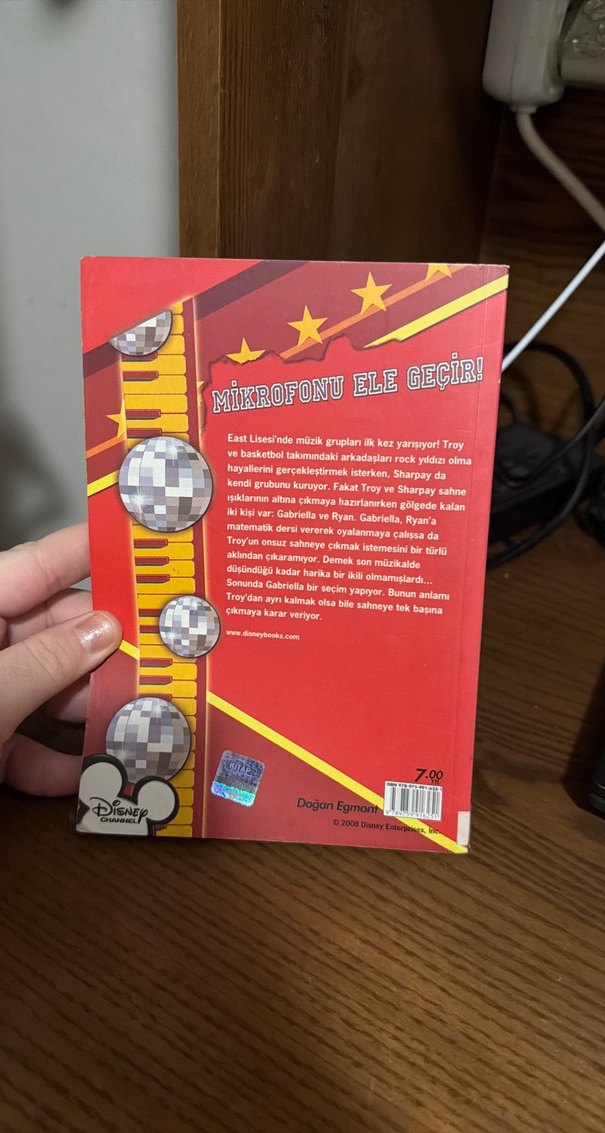 MİKROFONU ELE GEÇİR!
East Lisesi'nde müzik grupları ilk kez yarışıyor! Troy
ve basketbol takımındaki arkadaşları rock yıldızı olma
hayallerini gerçekleştirmek isterken, Sharpay da
kendi grubunu kuruyor. Fakat Troy ve Sharpay sahne
ışıklarının altına çıkmaya hazırlanırken gölgede kalan
iki kişi var: Gabriella ve Ryan. Gabriella, Ryan'a
matematik dersi vererek oyalanmaya çalışsa da
Troy'un onsuz sahneye çıkmak istemesini bir türlü
aklından çıkaramıyor. Demek son müzikalde
düşündüğü kadar harika bir ikili olmamışlardı...
Sonunda Gabriella bir seçim yapıyor. Bunun anlamı
Troy'dan ayrı kalmak olsa bile sahneye tek başına
çıkmaya karar veriyor.
www.disneybooks.com
7.00
YTL
Doğan Egmont
© 2008 Disney Enterprises, Inc.
DISNEY
CHANNEL